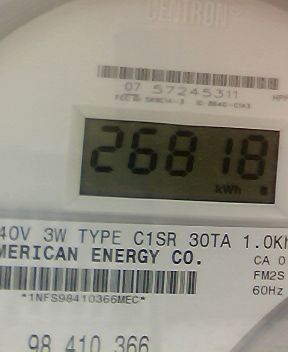 CENTRON
07 57245311
26818
kWh
40V 3W TYPE C1SR 30TA 1.0Kh
MERICAN ENERGY CO.
CA 0
FM2S
60Hz
*1NFS98410366MEC*
98 410 366